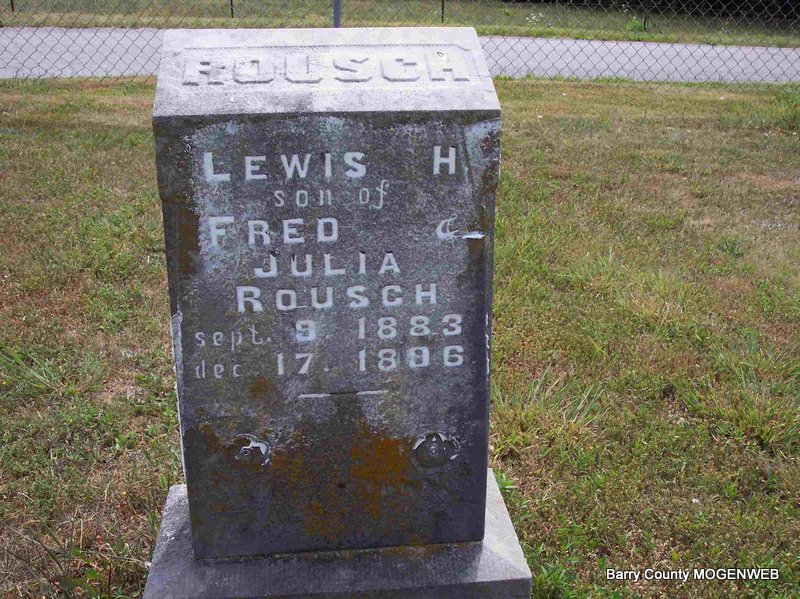 ROUSCH
LEWIS H.
son of
FRED &
JULIA
ROUSCH
sept. 9. 1883
dec. 17. 1896
Barry County MOGENWEB